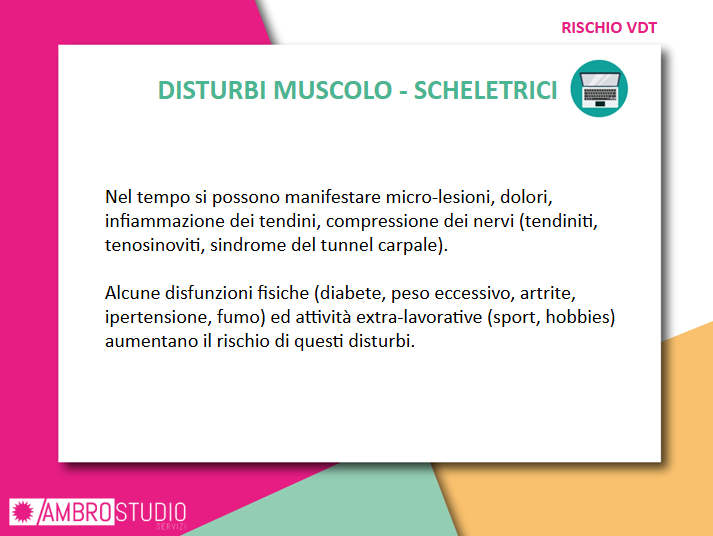 RISCHIO VDT
DISTURBI MUSCOLO - SCHELETRICI
Nel tempo si possono manifestare micro-lesioni, dolori,
infiammazione dei tendini, compressione dei nervi (tendiniti,
tenosinoviti, sindrome del tunnel carpale).
Alcune disfunzioni fisiche (diabete, peso eccessivo, artrite,
ipertensione, fumo) ed attività extra-lavorative (sport, hobbies)
aumentano il rischio di questi disturbi.
AMBROSTUDIO
SERVIZI